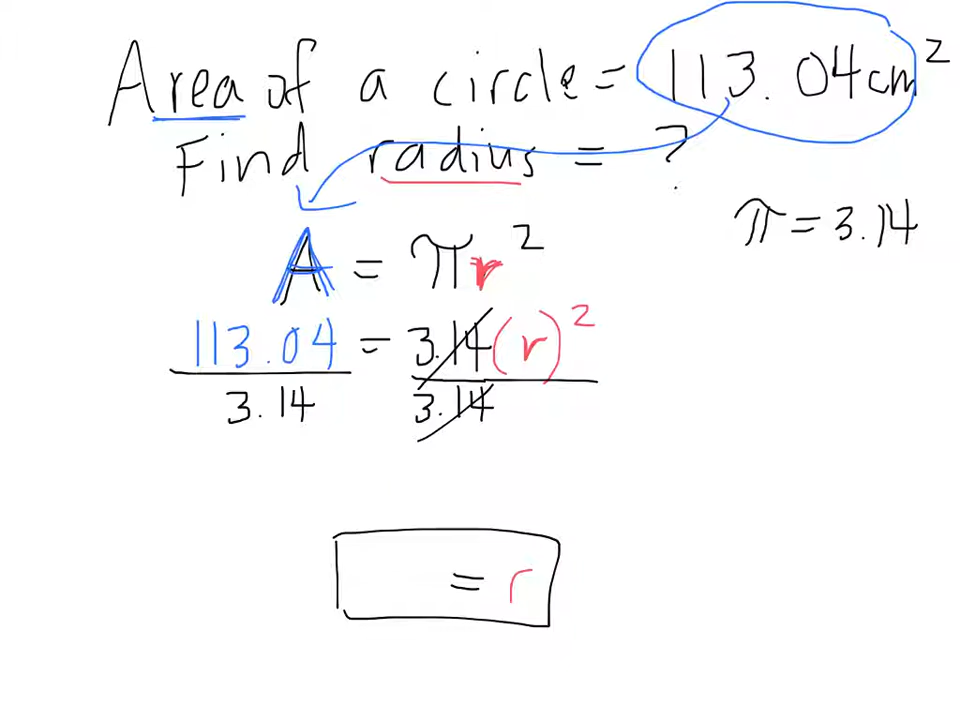 Area of a circle = 113.04cm²
Find radius = ?
π = 3.14
A = πr²
113.04 = 3.14(r)²
3.14 3.14
= r